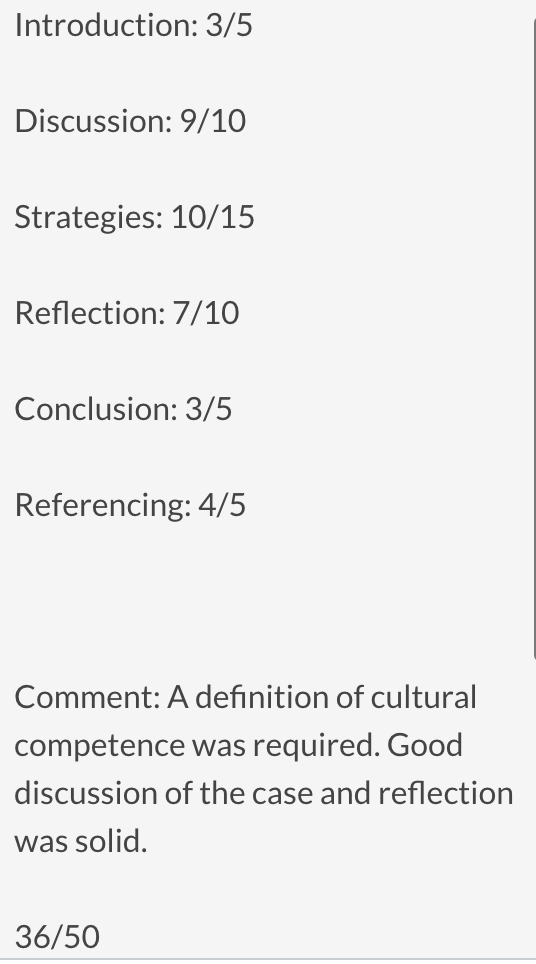 Introduction: 3/5
Discussion: 9/10
Strategies: 10/15
Reflection: 7/10
Conclusion: 3/5
Referencing: 4/5
Comment: A definition of cultural
competence was required. Good
discussion of the case and reflection
was solid.
36/50